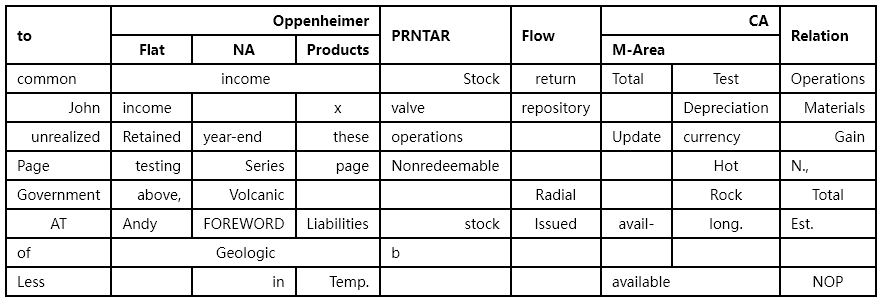 to Oppenheimer PRNTAR Flow CA Relation
Flat NA Products M-Area
common income Stock return Total Test Operations
John income x valve repository Depreciation Materials
unrealized Retained year-end these operations Update currency Gain
Page testing Series page Nonredeemable Hot N.,
Government above, Volcanic Radial Rock Total
AT Andy FOREWORD Liabilities stock Issued avail- long. Est.
of Geologic b
Less in Temp. available NOP